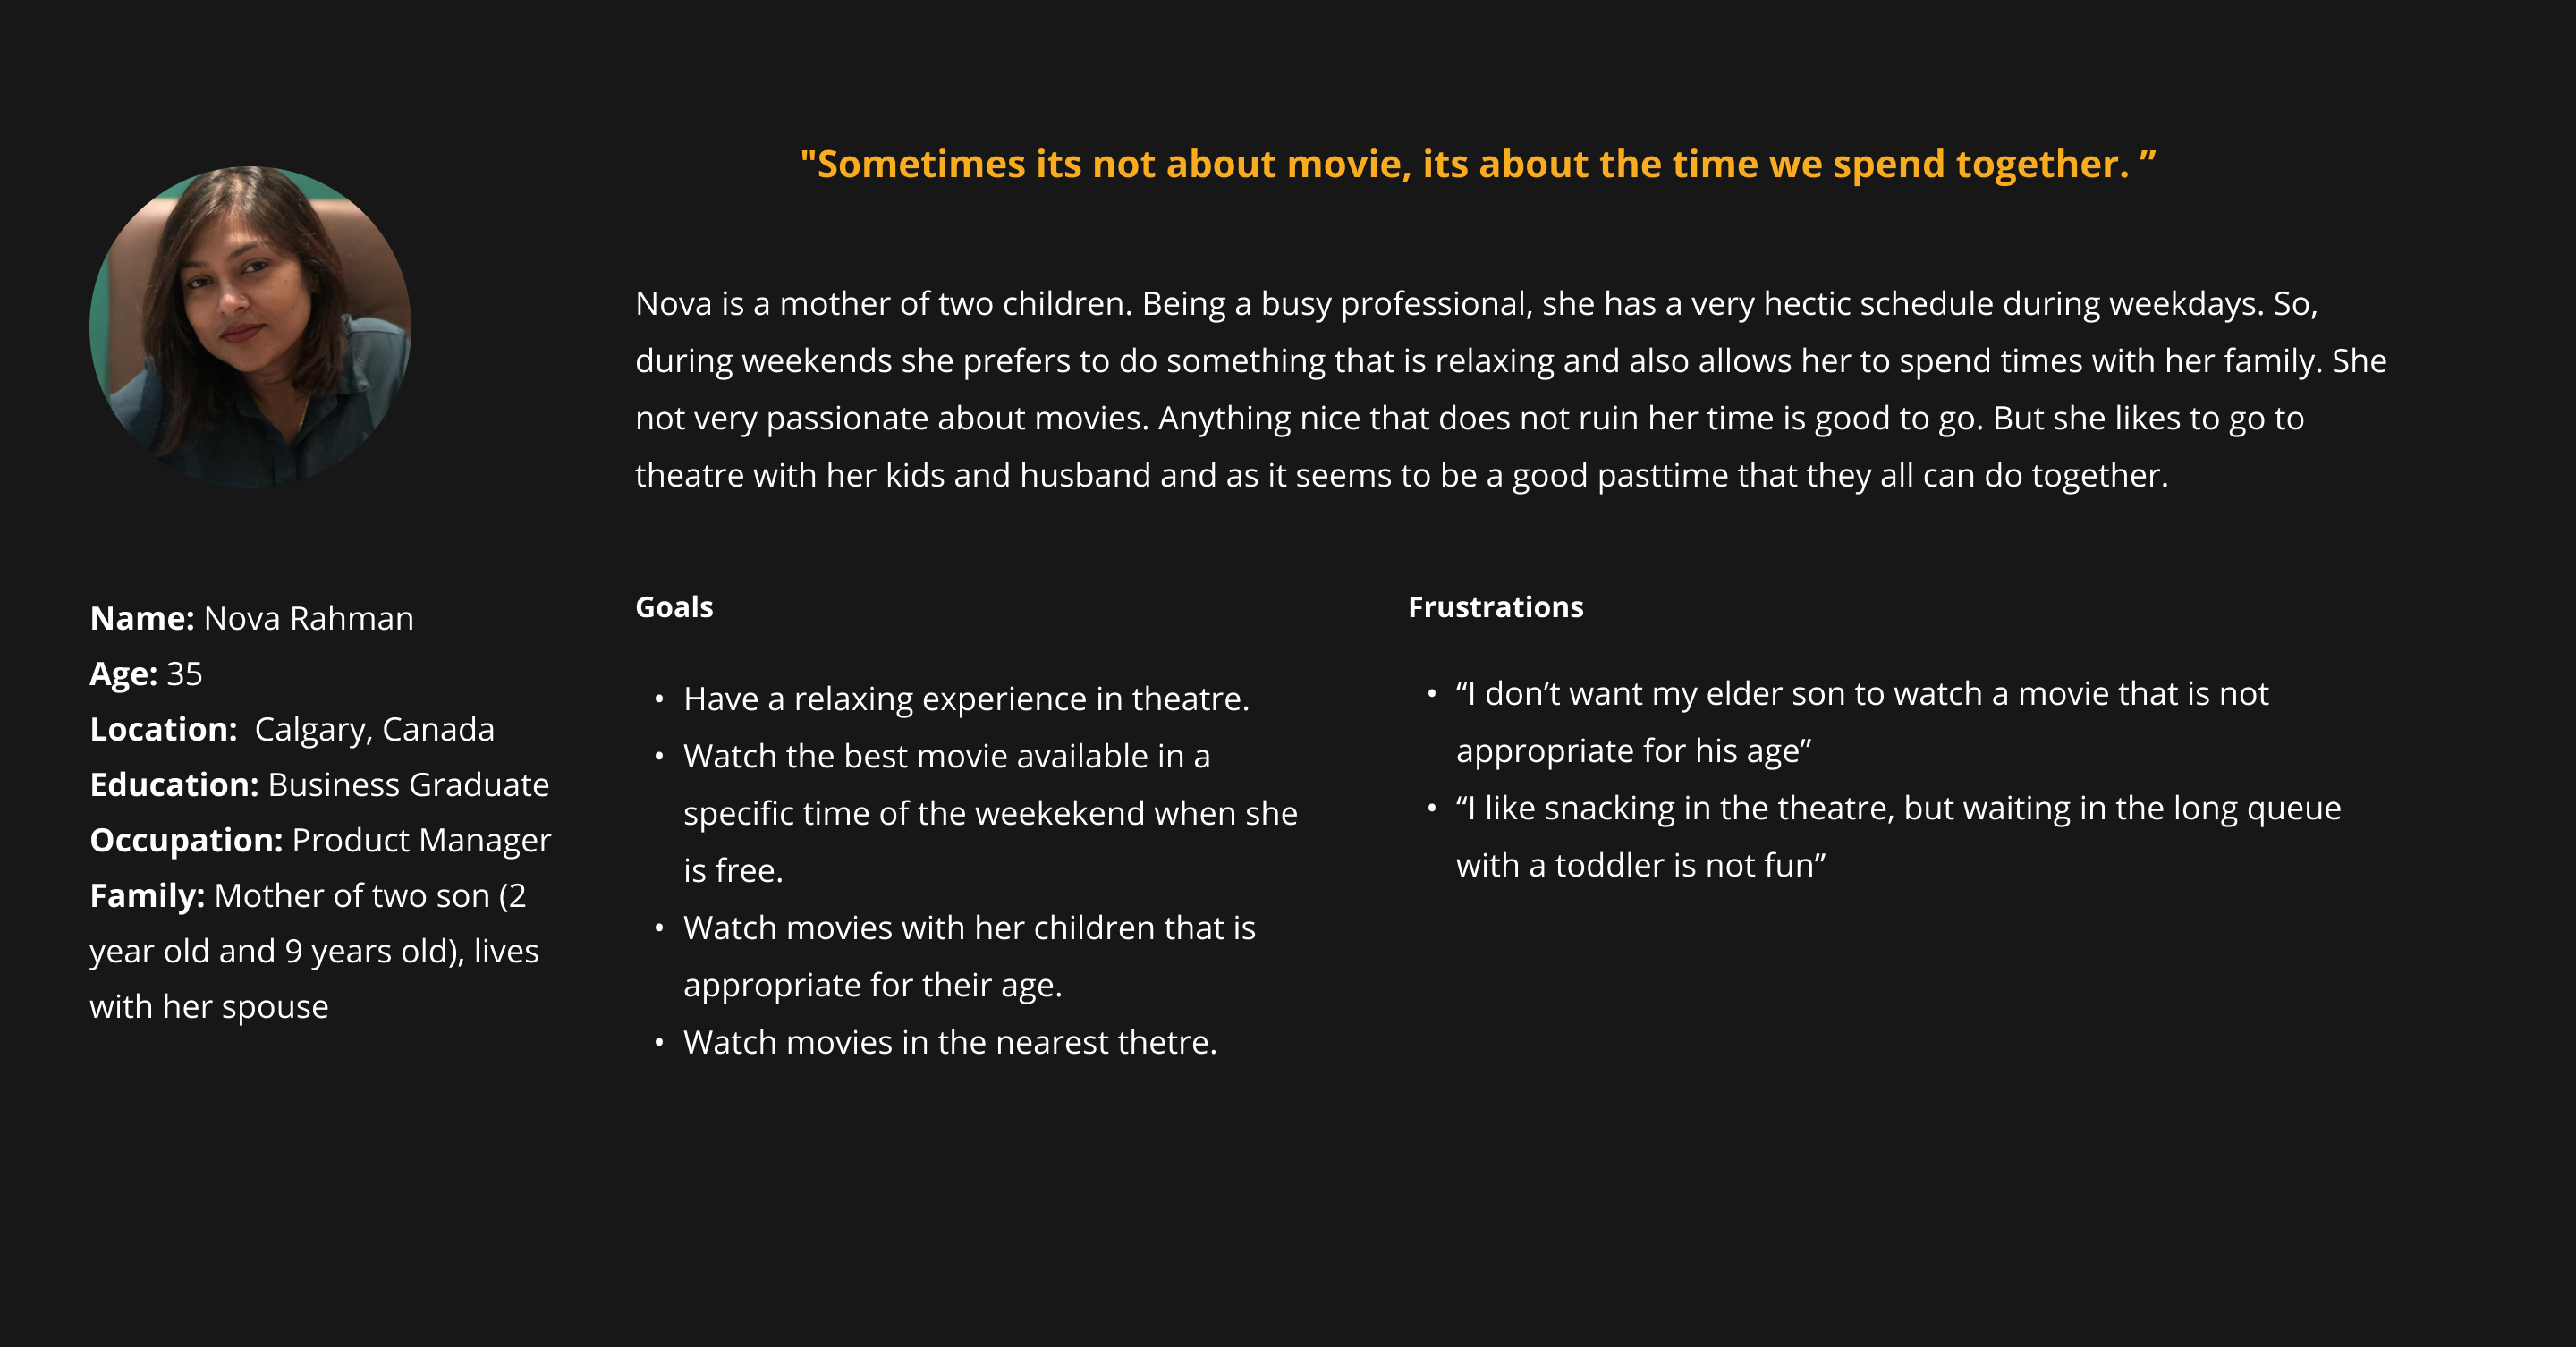 "Sometimes its not about movie, its about the time we spend together. ”
Nova is a mother of two children. Being a busy professional, she has a very hectic schedule during weekdays. So,
during weekends she prefers to do something that is relaxing and also allows her to spend times with her family. She
not very passionate about movies. Anything nice that does not ruin her time is good to go. But she likes to go to
theatre with her kids and husband and as it seems to be a good pasttime that they all can do together.
Name: Nova Rahman
Age: 35
Location:  Calgary, Canada
Education: Business Graduate
Occupation: Product Manager
Family: Mother of two son (2
year old and 9 years old), lives
with her spouse
Goals
• Have a relaxing experience in theatre.
• Watch the best movie available in a
specific time of the weekekend when she
is free.
• Watch movies with her children that is
appropriate for their age.
• Watch movies in the nearest thetre.
Frustrations
• “I don’t want my elder son to watch a movie that is not
appropriate for his age”
• “I like snacking in the theatre, but waiting in the long queue
with a toddler is not fun”